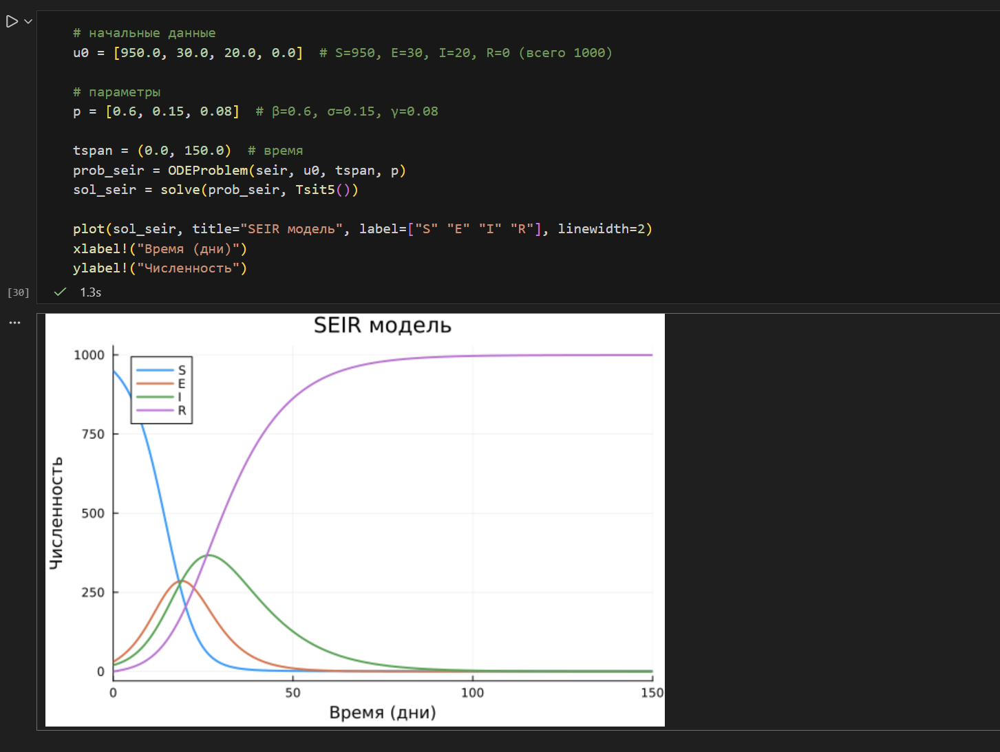 # начальные данные
u0 = [950.0, 30.0, 20.0, 0.0]  # S=950, E=30, I=20, R=0 (всего 1000)
# параметры
p = [0.6, 0.15, 0.08]  # β=0.6, σ=0.15, γ=0.08
tspan = (0.0, 150.0)  # время
prob_seir = ODEProblem(seir, u0, tspan, p)
sol_seir = solve(prob_seir, Tsit5())
plot(sol_seir, title="SEIR модель", label=["S" "E" "I" "R"], linewidth=2)
xlabel!("Время (дни)")
ylabel!("Численность")
[30]
1.3s
SEIR модель
1000
750
500
250
0
Численность
S
E
I
R
0
50
100
150
Время (дни)